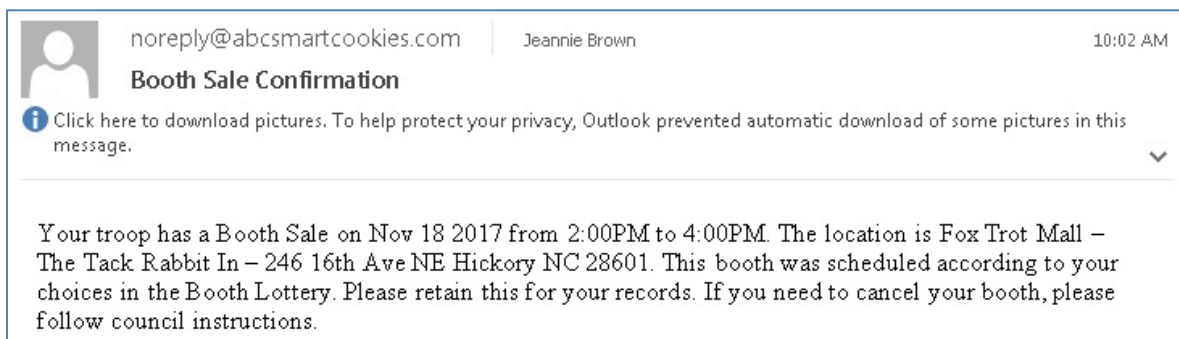 noreply@abcsmartcookies.com Jeannie Brown 10:02 AM
Booth Sale Confirmation
Click here to download pictures. To help protect your privacy, Outlook prevented automatic download of some pictures in this
message.
Your troop has a Booth Sale on Nov 18 2017 from 2:00PM to 4:00PM. The location is Fox Trot Mall –
The Tack Rabbit In – 246 16th Ave NE Hickory NC 28601. This booth was scheduled according to your
choices in the Booth Lottery. Please retain this for your records. If you need to cancel your booth, please
follow council instructions.